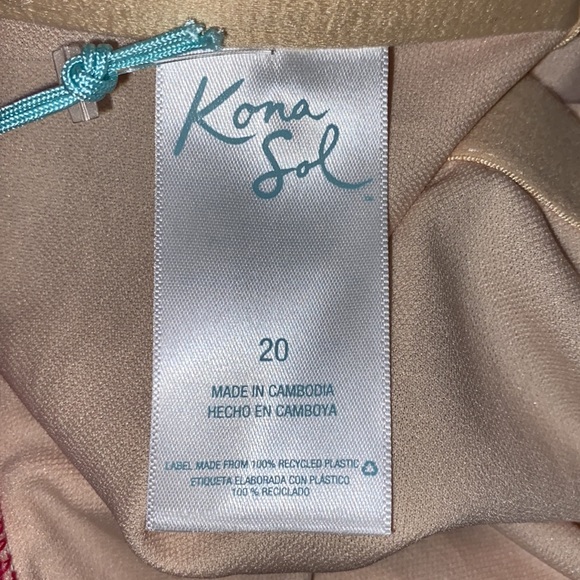 Kona
Sol
TM
20
MADE IN CAMBODIA
HECHO EN CAMBOYA
LABEL MADE FROM 100% RECYCLED PLASTIC
ETIQUETA ELABORADA CON PLÁSTICO
100 % RECICLADO